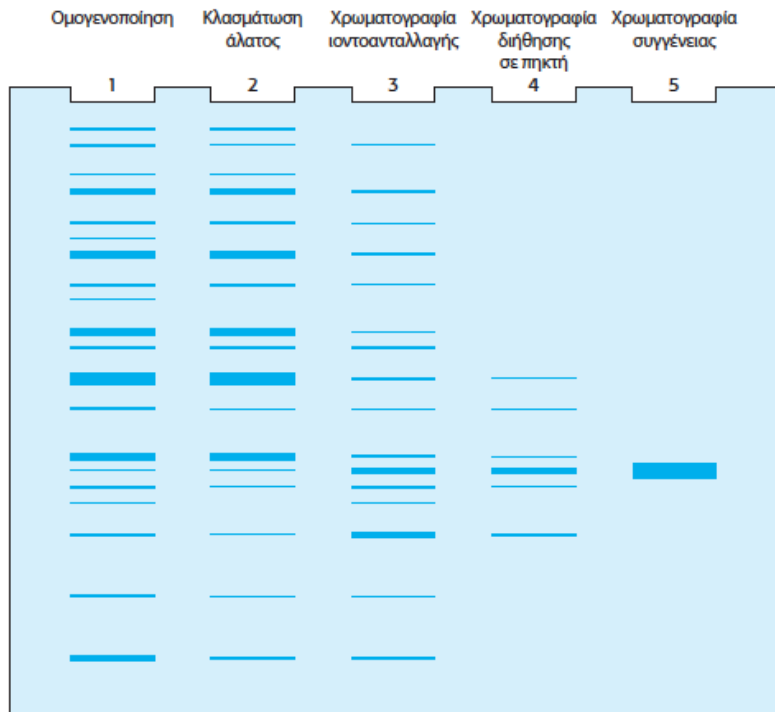 Ομογενοποίηση
Κλασμάτωση
άλατος
Χρωματογραφία
ιοντοανταλλαγής
Χρωματογραφία
διήθησης
σε πηκτή
Χρωματογραφία
συγγένειας
1
2
3
4
5